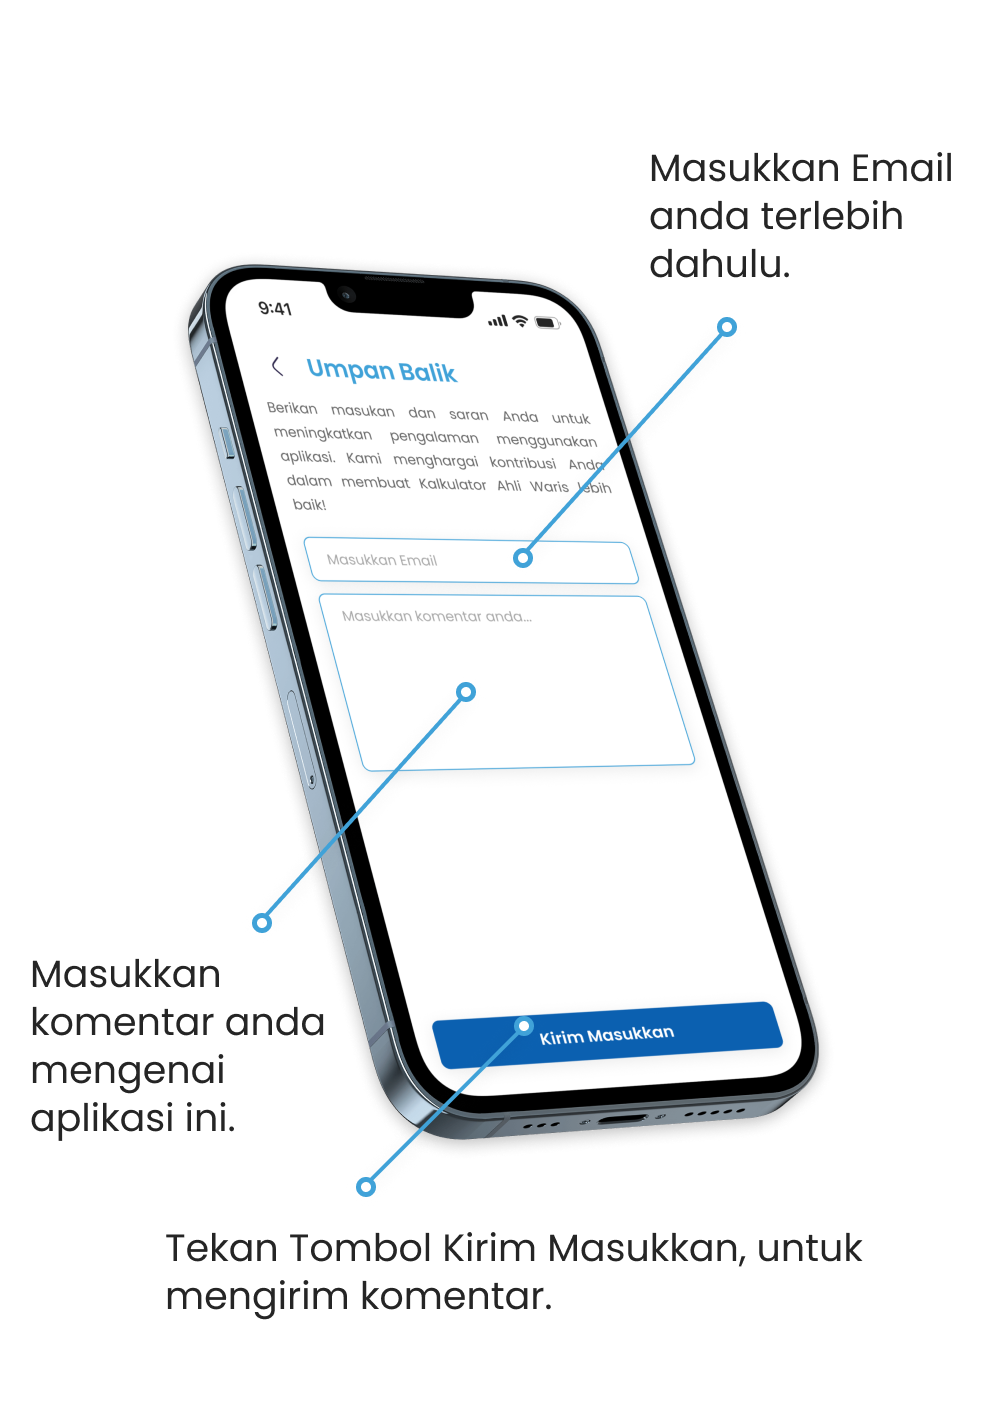 Masukkan Email
anda terlebih
dahulu.
9:41
Umpan Balik
Berikan masukan dan saran Anda untuk
meningkatkan pengalaman menggunakan
aplikasi. Kami menghargai kontribusi Anda
dalam membuat Kalkulator Ahli Waris lebih
baik!
Masukkan Email
Masukkan komentar anda...
Masukkan
komentar anda
mengenai
aplikasi ini.
Kirim Masukkan
Tekan Tombol Kirim Masukkan, untuk
mengirim komentar.